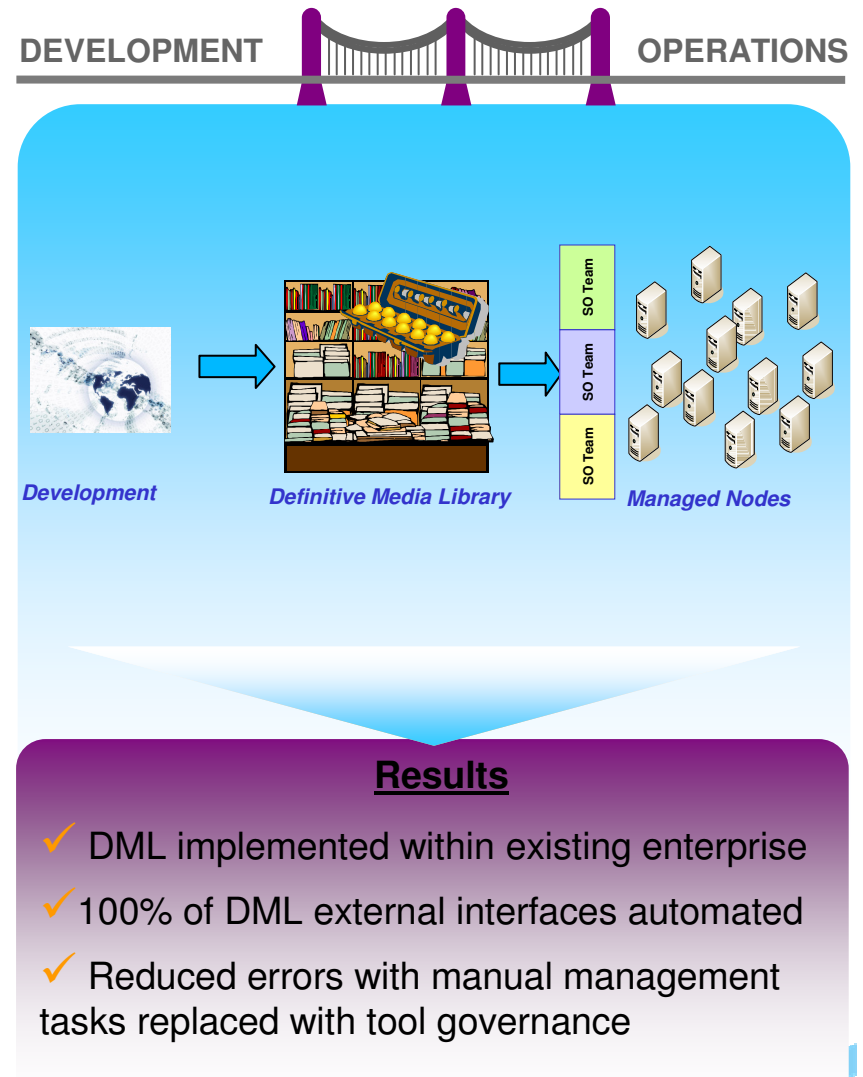 DEVELOPMENT
OPERATIONS
SO Team
SO Team
SO Team
Development
Definitive Media Library
Managed Nodes
Results
✓ DML implemented within existing enterprise
✓ 100% of DML external interfaces automated
✓ Reduced errors with manual management
tasks replaced with tool governance